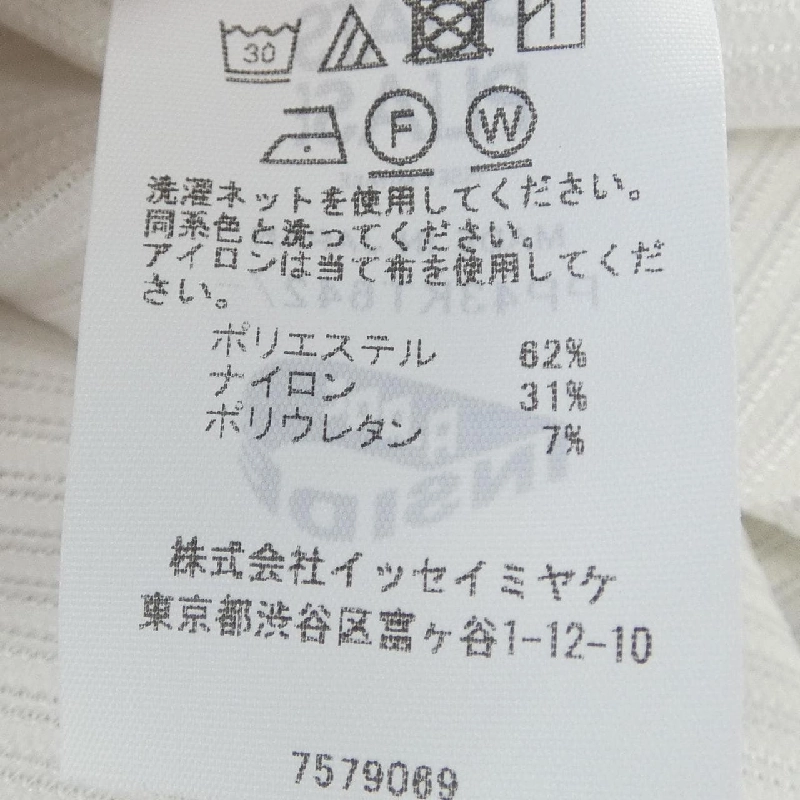 30
F W
洗濯ネットを使用してください。
同系色と洗ってください。
アイロンは当て布を使用してくだ
さい。
ポリエステル 62%
ナイロン 31%
ポリウレタン 7%
株式会社イッセイミヤケ
東京都渋谷区富ヶ谷1-12-10
7579069